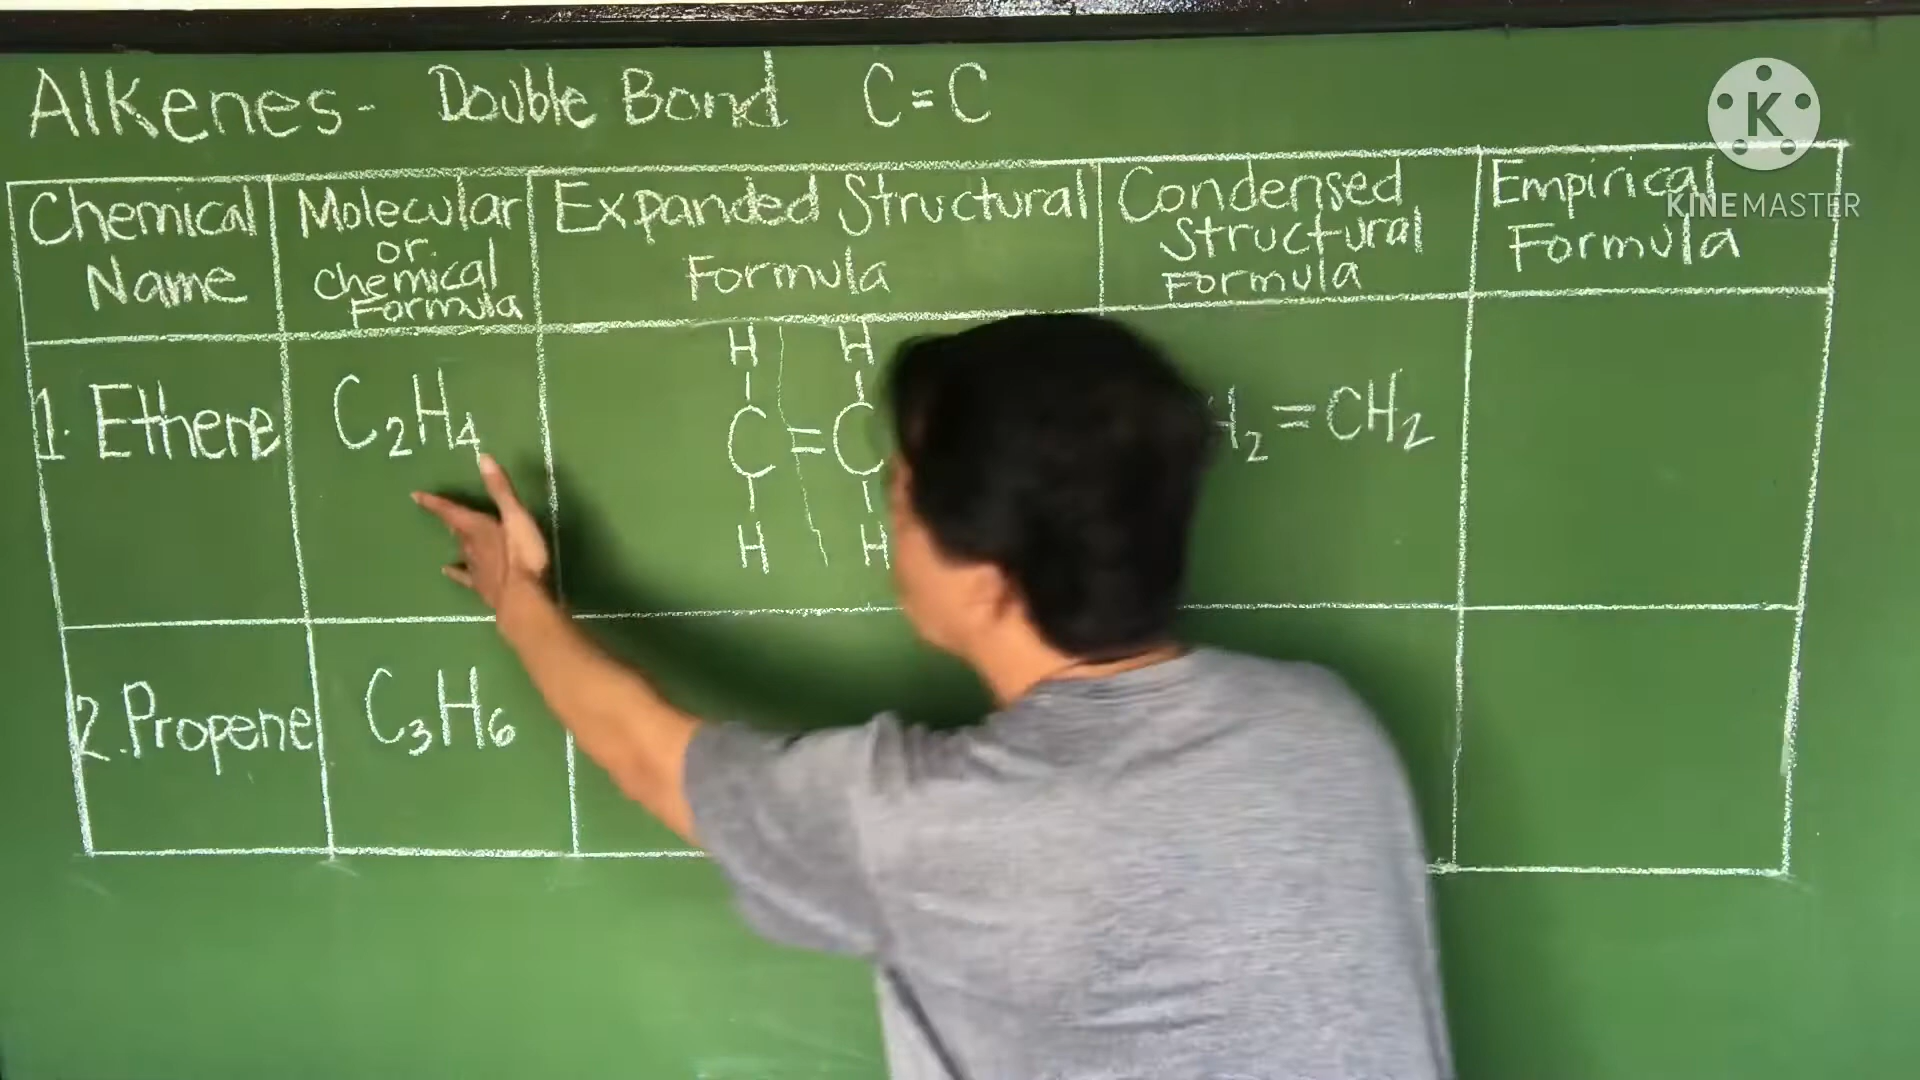 Alkenes - Double Bond C=C
K
KINEMASTER
Chemical
Name
Molecular
or
chemical
Formula
Expanded Structural
Formula
Condensed
Structural
Formula
Empirical
Formula
1. Ethene
C₂H₄
H H
C=C
H H
H₂=CH₂
2. Propene
C₃H₆